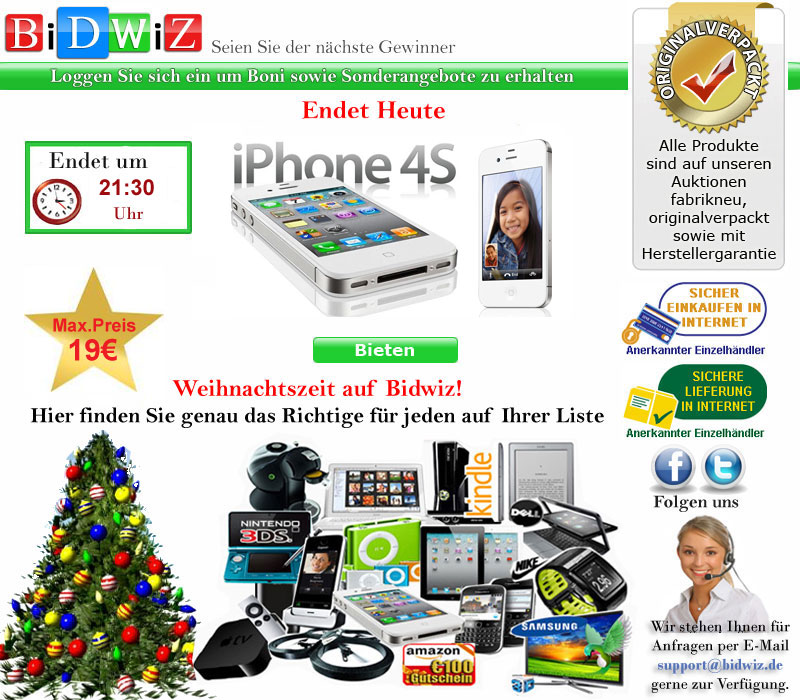 BiDWiZ
Seien Sie der nächste Gewinner
Loggen Sie sich ein um Boni sowie Sonderangebote zu erhalten
Endet Heute
Endet um
21:30
Uhr
iPhone 4S
Max.Preis
19€
Bieten
ORIGINALVERPACKT
Alle Produkte
sind auf unseren
Auktionen
fabrikneu,
originalverpackt
sowie mit
Herstellergarantie
SICHER
EINKAUFEN IN
INTERNET
Anerkannter Einzelhändler
SICHERE
LIEFERUNG
IN INTERNET
Anerkannter Einzelhändler
f t
Folgen uns
Weihnachtszeit auf Bidwiz!
Hier finden Sie genau das Richtige für jeden auf Ihrer Liste
kindle
DELL
NINTENDO
3DS
NIKE
tv
SAMSUNG
3D
amazon
€100
Gutschein
Wir stehen Ihnen für
Anfragen per E-Mail
support@bidwiz.de
gerne zur Verfügung.